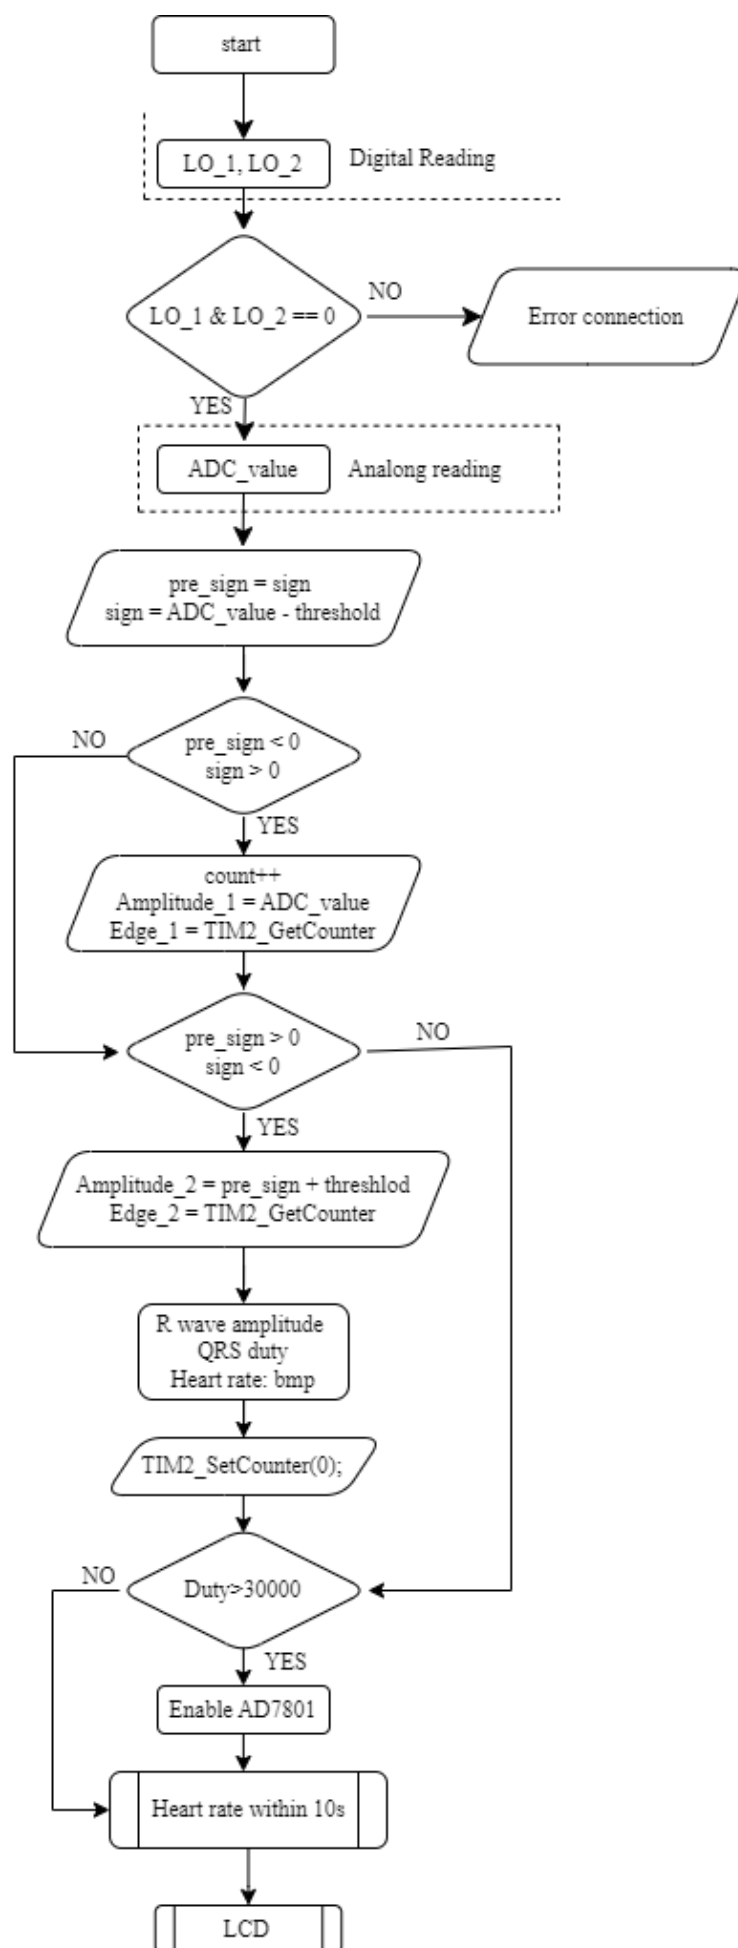 start
LO_1, LO_2
Digital Reading
LO_1 & LO_2 == 0
NO
Error connection
YES
ADC_value
Analong reading
pre_sign = sign
sign = ADC_value - threshold
NO
pre_sign < 0
sign > 0
YES
count++
Amplitude_1 = ADC_value
Edge_1 = TIM2_GetCounter
pre_sign > 0
sign < 0
NO
YES
Amplitude_2 = pre_sign + threshlod
Edge_2 = TIM2_GetCounter
R wave amplitude
QRS duty
Heart rate: bmp
TIM2_SetCounter(0);
NO
Duty>30000
YES
Enable AD7801
Heart rate within 10s
LCD